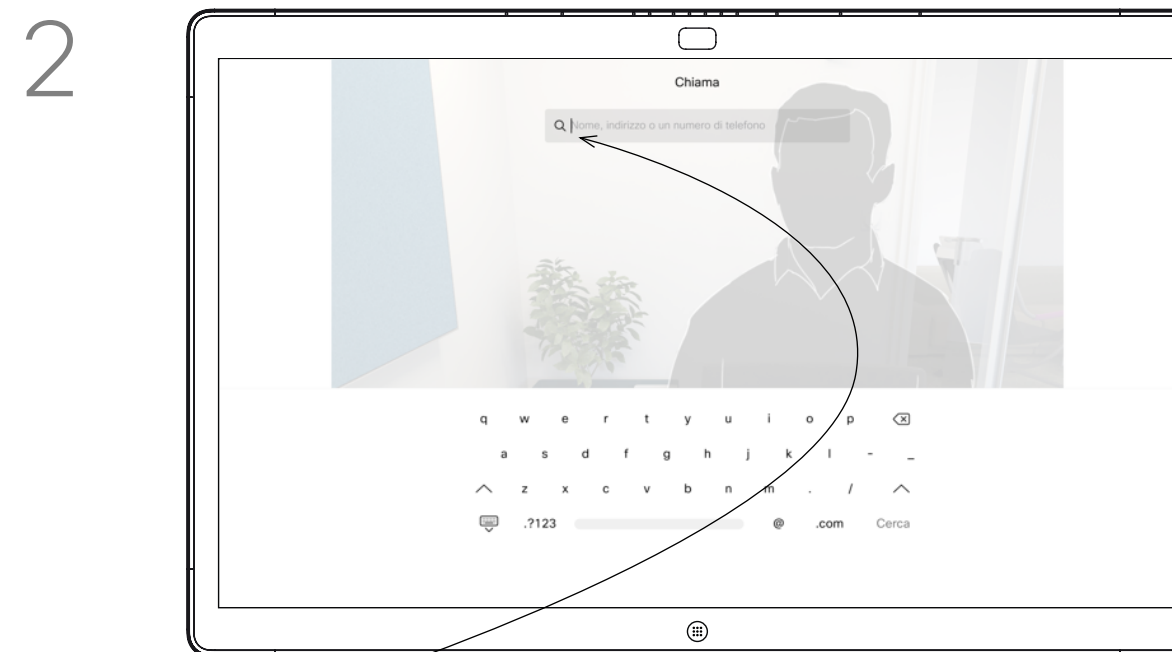 2
Chiama
Nome, indirizzo o un numero di telefono
q w e r t y u i o p
a s d f g h j k l - _
z x c v b n m . /
.?123 @ .com Cerca